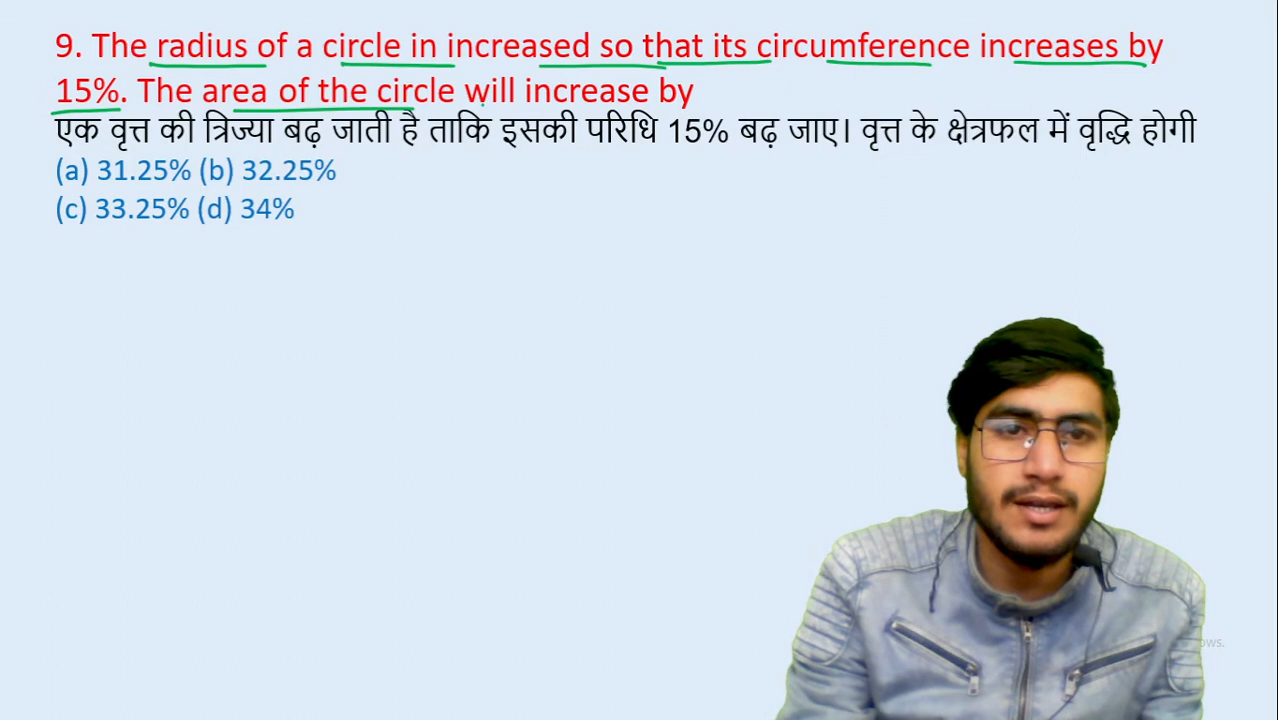 9. The radius of a circle in increased so that its circumference increases by
15%. The area of the circle will increase by
एक वृत्त की त्रिज्या बढ़ जाती है ताकि इसकी परिधि 15% बढ़ जाए। वृत्त के क्षेत्रफल में वृद्धि होगी
(a) 31.25% (b) 32.25%
(c) 33.25% (d) 34%